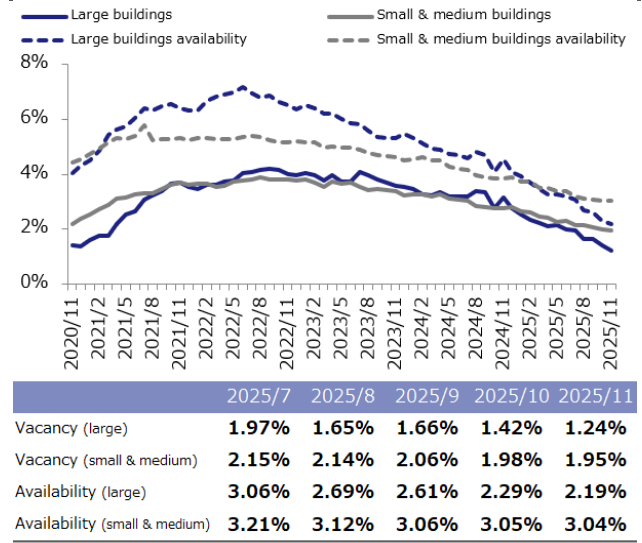 Large buildings
Small & medium buildings
Large buildings availability
Small & medium buildings availability
8%
6%
4%
2%
0%
2020/11
2021/2
2021/5
2021/8
2021/11
2022/2
2022/5
2022/8
2022/11
2023/2
2023/5
2023/8
2023/11
2024/2
2024/5
2024/8
2024/11
2025/2
2025/5
2025/8
2025/11
2025/7 2025/8 2025/9 2025/10 2025/11
Vacancy (large) 1.97% 1.65% 1.66% 1.42% 1.24%
Vacancy (small & medium) 2.15% 2.14% 2.06% 1.98% 1.95%
Availability (large) 3.06% 2.69% 2.61% 2.29% 2.19%
Availability (small & medium) 3.21% 3.12% 3.06% 3.05% 3.04%